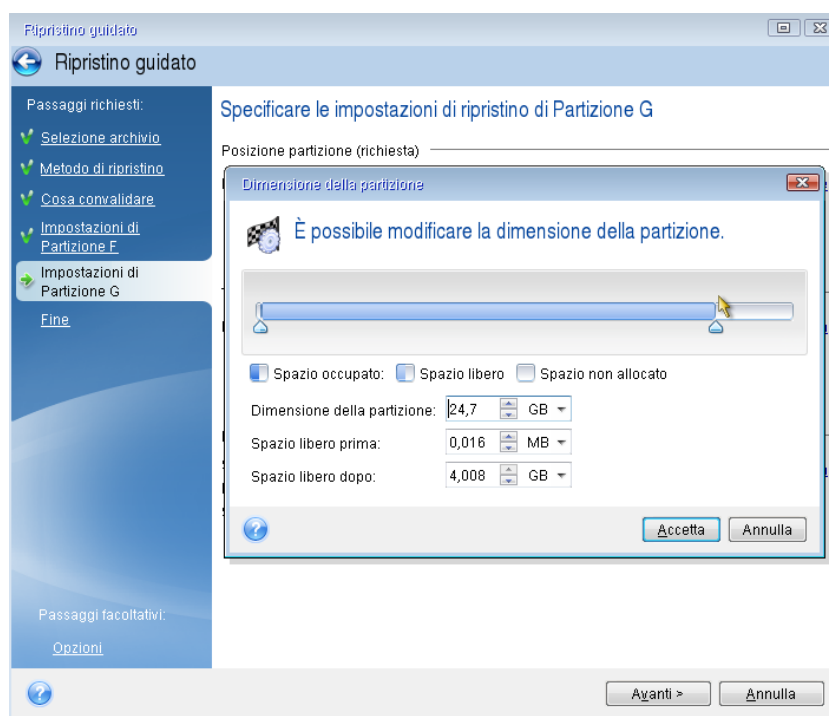 Ripristino guidato
Ripristino guidato
Passaggi richiesti:
Selezione archivio
Metodo di ripristino
Cosa convalidare
Impostazioni di
Partizione F
Impostazioni di
Partizione G
Fine
Passaggi facoltativi:
Opzioni
Specificare le impostazioni di ripristino di Partizione G
Posizione partizione (richiesta)
Dimensione della partizione
È possibile modificare la dimensione della partizione.
Spazio occupato: Spazio libero Spazio non allocato
Dimensione della partizione: 24,7 GB
Spazio libero prima: 0,016 MB
Spazio libero dopo: 4,008 GB
Accetta Annulla
Avanti > Annulla